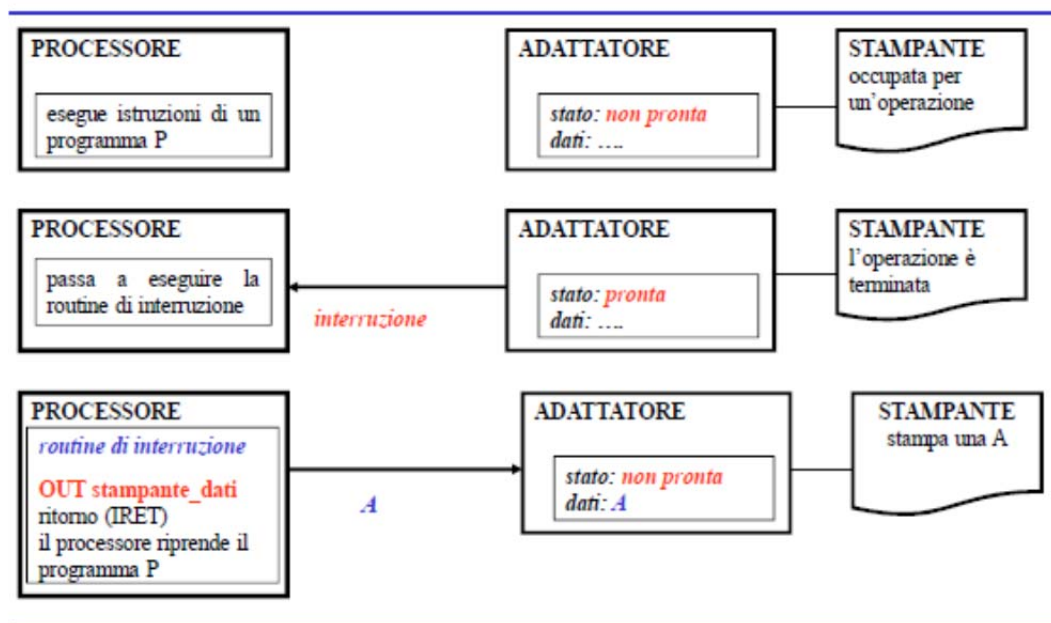 PROCESSORE
esegue istruzioni di un
programma P
ADATTATORE
stato: non pronta
dati: ....
STAMPANTE
occupata per
un'operazione
PROCESSORE
passa a eseguire la
routine di interruzione
interruzione
ADATTATORE
stato: pronta
dati: ....
STAMPANTE
l'operazione è
terminata
PROCESSORE
routine di interruzione
OUT stampante_dati
ritorno (IRET)
il processore riprende il
programma P
A
ADATTATORE
stato: non pronta
dati: A
STAMPANTE
stampa una A